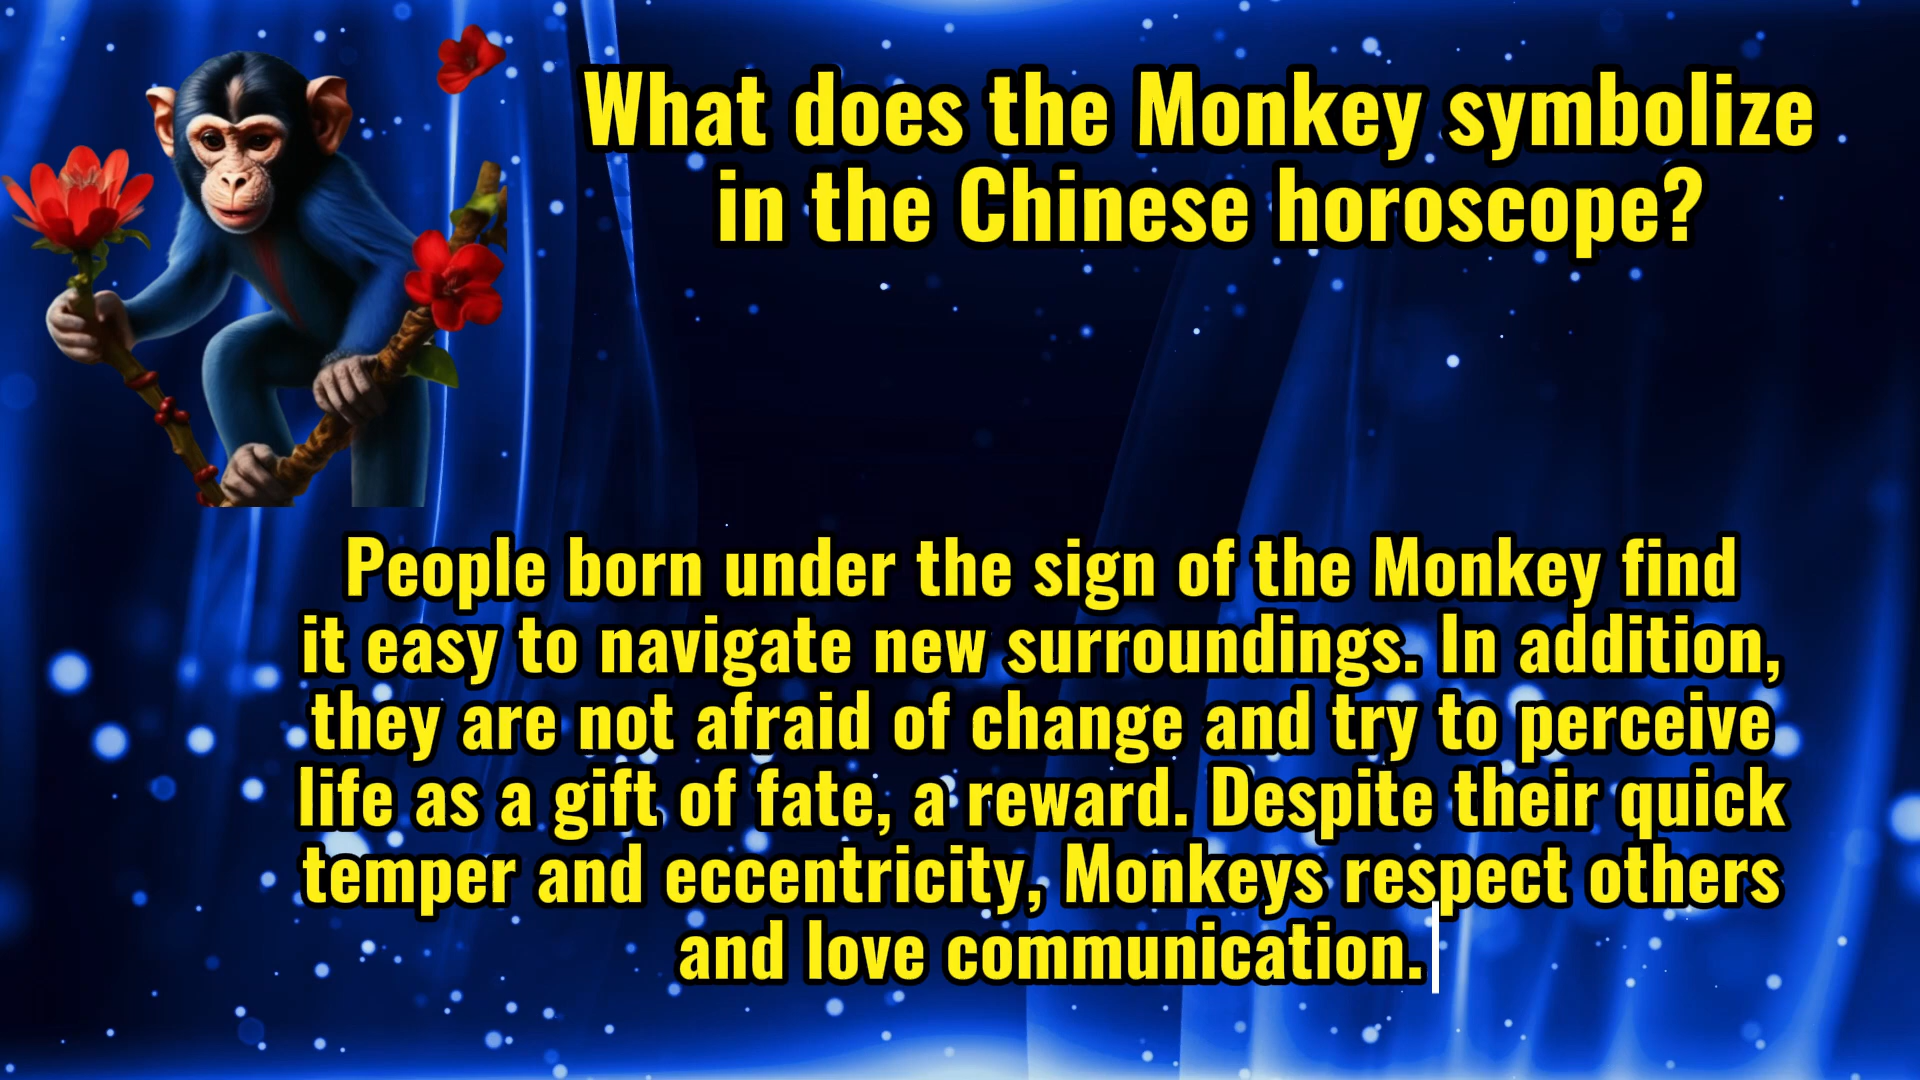 What does the Monkey symbolize
in the Chinese horoscope?
People born under the sign of the Monkey find
it easy to navigate new surroundings. In addition,
they are not afraid of change and try to perceive
life as a gift of fate, a reward. Despite their quick
temper and eccentricity, Monkeys respect others
and love communication.